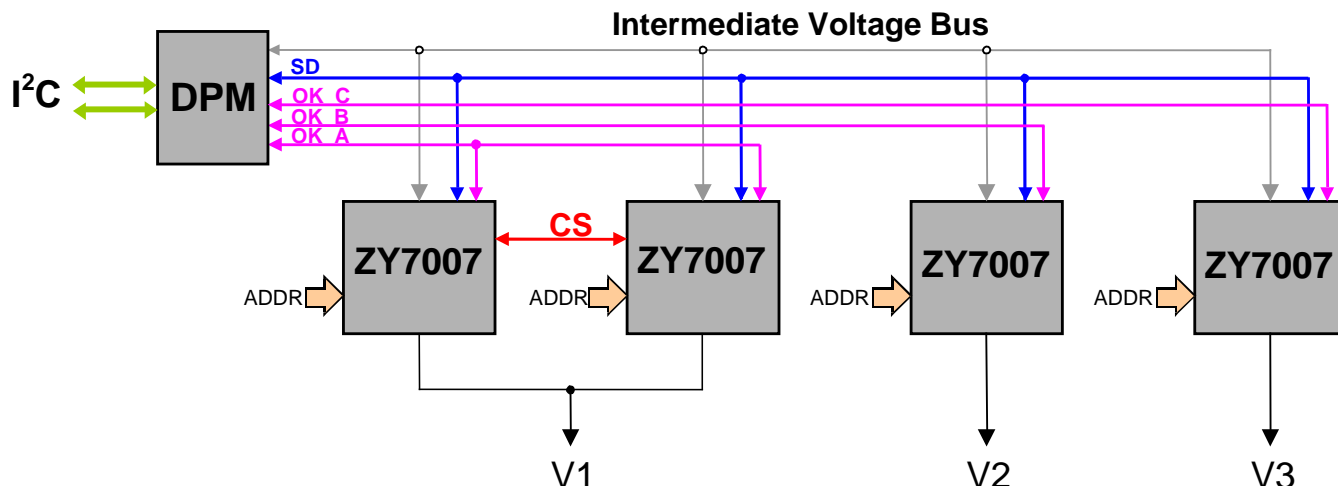 Intermediate Voltage Bus
I²C
DPM
SD
OK C
OK B
OK A
CS
ZY7007
ZY7007
ZY7007
ZY7007
ADDR
ADDR
ADDR
ADDR
V1
V2
V3